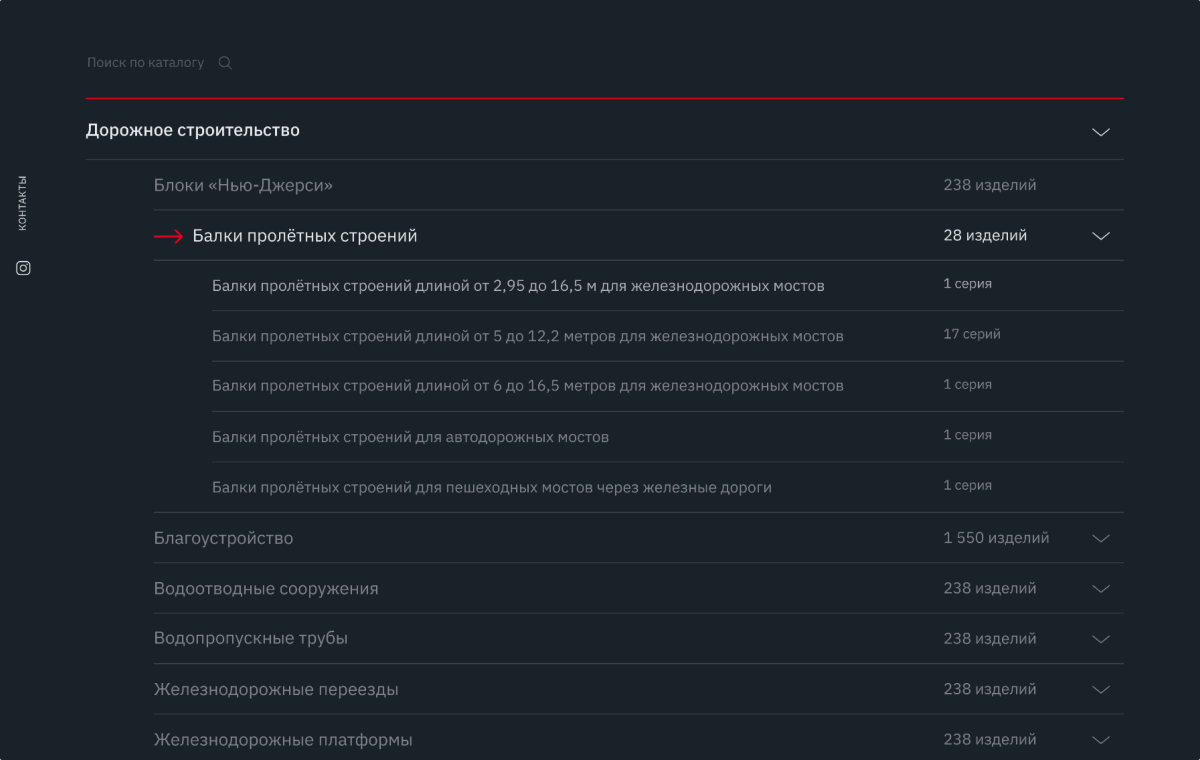 Поиск по каталогу
Дорожное строительство
КОНТАКТЫ
Блоки «Нью-Джерси» 238 изделий
Балки пролётных строений 28 изделий
Балки пролётных строений длиной от 2,95 до 16,5 м для железнодорожных мостов 1 серия
Балки пролетных строений длиной от 5 до 12,2 метров для железнодорожных мостов 17 серий
Балки пролетных строений длиной от 6 до 16,5 метров для железнодорожных мостов 1 серия
Балки пролётных строений для автодорожных мостов 1 серия
Балки пролётных строений для пешеходных мостов через железные дороги 1 серия
Благоустройство 1 550 изделий
Водоотводные сооружения 238 изделий
Водопропускные трубы 238 изделий
Железнодорожные переезды 238 изделий
Железнодорожные платформы 238 изделий